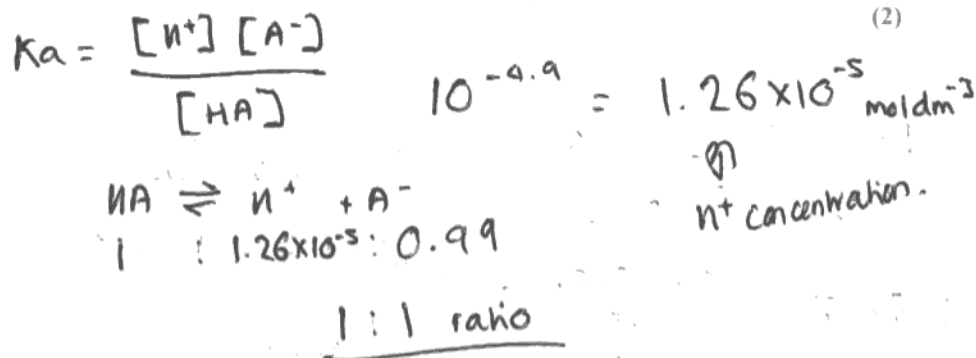 (2)
Ka = [H⁺] [A⁻] / [HA]
10^-4.9 = 1.26×10⁻⁵ moldm⁻³
⇑
H⁺ concentration.
HA ⇌ H⁺ + A⁻
1 : 1.26×10⁻⁵ : 0.99
1 : 1 ratio